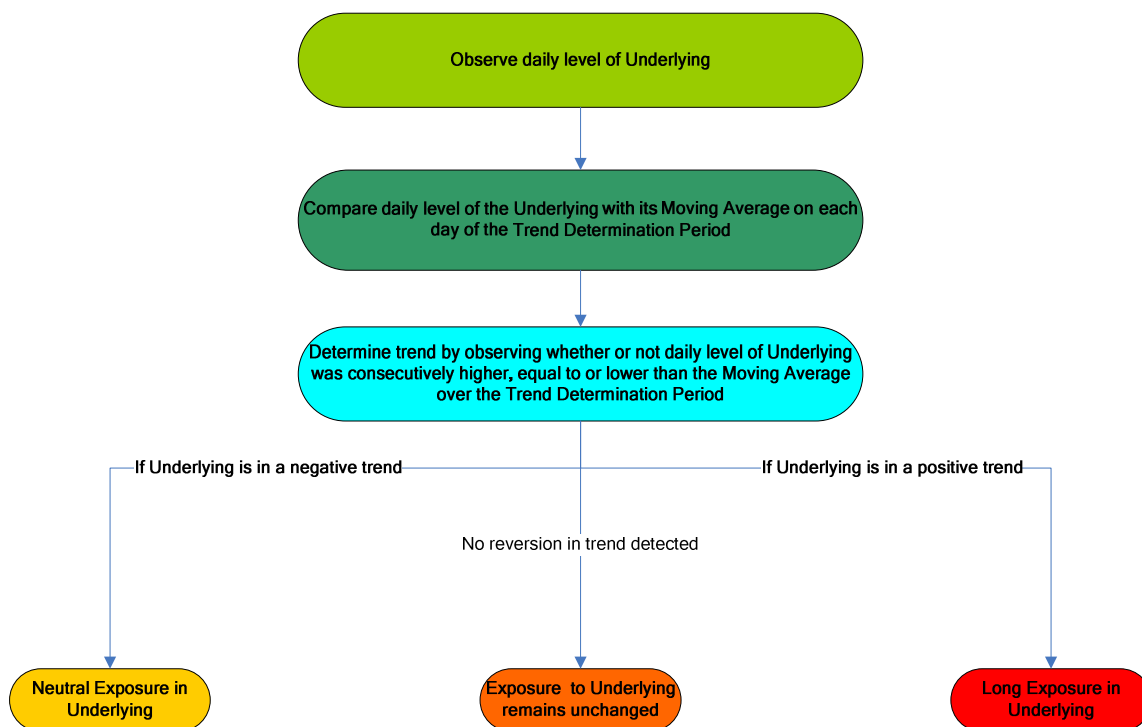 Observe daily level of Underlying
Compare daily level of the Underlying with its Moving Average on each
day of the Trend Determination Period
Determine trend by observing whether or not daily level of Underlying
was consecutively higher, equal to or lower than the Moving Average
over the Trend Determination Period
If Underlying is in a negative trend
If Underlying is in a positive trend
No reversion in trend detected
Neutral Exposure in
Underlying
Exposure to Underlying
remains unchanged
Long Exposure in
Underlying